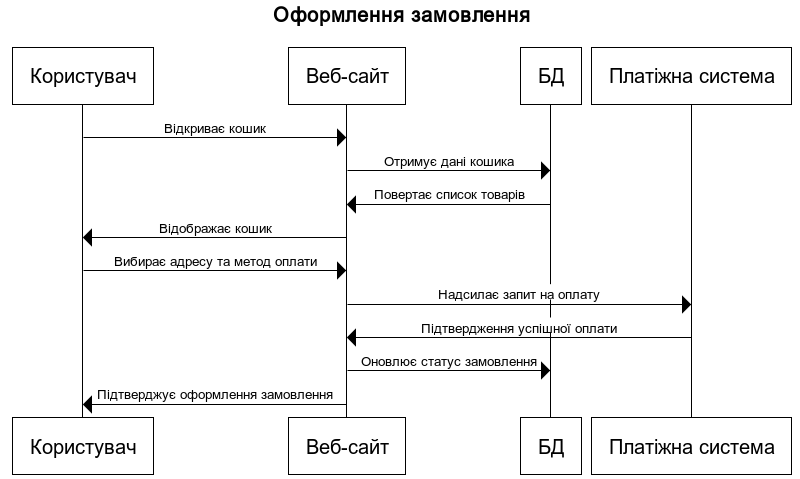 Оформлення замовлення
Користувач
Веб-сайт
БД
Платіжна система
Відкриває кошик
Отримує дані кошика
Повертає список товарів
Відображає кошик
Вибирає адресу та метод оплати
Надсилає запит на оплату
Підтвердження успішної оплати
Оновлює статус замовлення
Підтверджує оформлення замовлення
Користувач
Веб-сайт
БД
Платіжна система